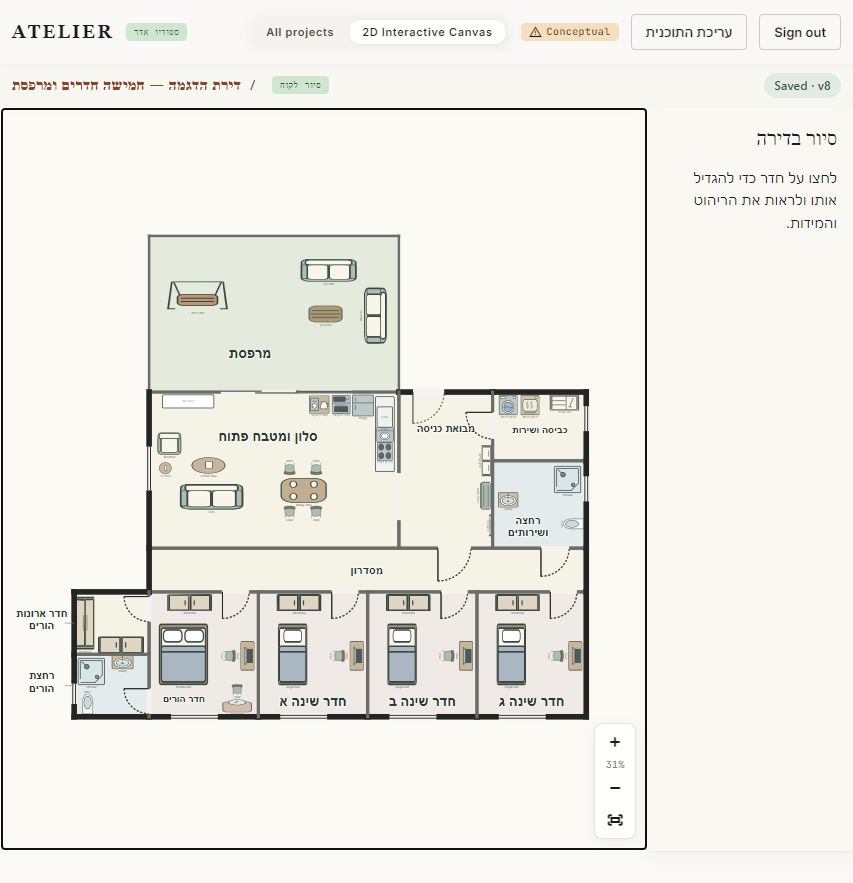 ATELIER
סטודיו אדר
All projects
2D Interactive Canvas
Conceptual
עריכת התוכנית
Sign out
דירת הדגמה — חמישה חדרים ומרפסת /
סיור לקוח
Saved · v8
סיור בדירה
לחצו על חדר כדי להגדיל
אותו ולראות את הריהוט
והמידות.
מרפסת
סלון ומטבח פתוח
מבואת כניסה
כביסה ושירות
רחצה
ושירותים
מסדרון
חדר ארונות
הורים
רחצת
הורים
חדר הורים
חדר שינה א
חדר שינה ב
חדר שינה ג
+
31%
−